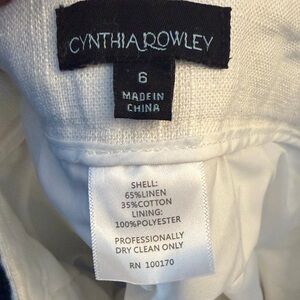 CYNTHIA ROWLEY
6
MADE IN
CHINA
SHELL:
65%LINEN
35%COTTON
LINING:
100%POLYESTER
PROFESSIONALLY
DRY CLEAN ONLY
RN 100170